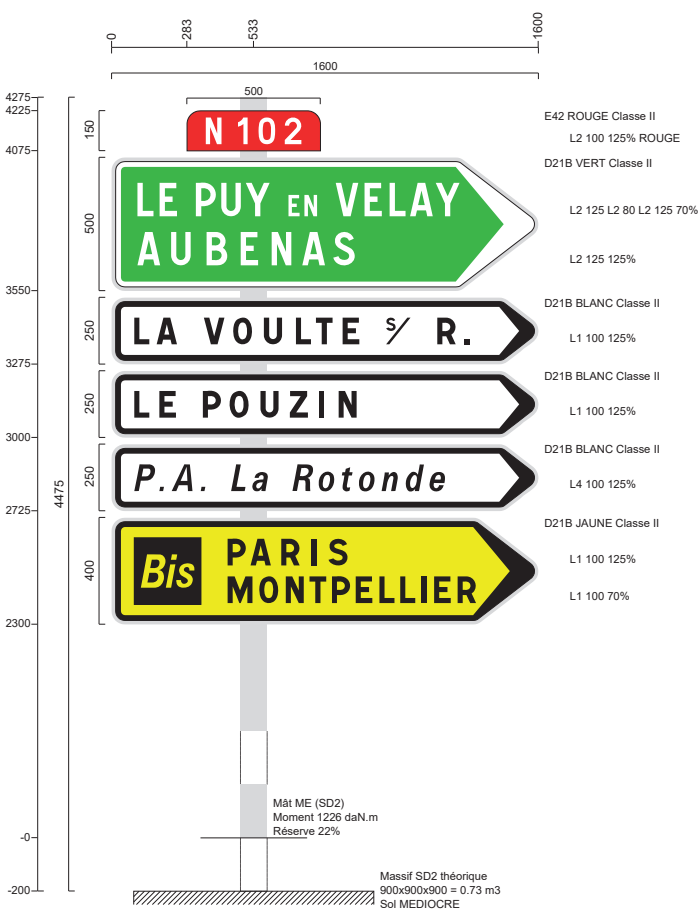 0
283
533
1600
1600
500
4275
4225
4075
3550
3275
3000
2725
2300
-0
-200
4475
150
500
250
250
250
400
N 102
E42 ROUGE Classe II
L2 100 125% ROUGE
LE PUY EN VELAY
AUBENAS
D21B VERT Classe II
L2 125 L2 80 L2 125 70%
L2 125 125%
LA VOULTE s/ R.
D21B BLANC Classe II
L1 100 125%
LE POUZIN
D21B BLANC Classe II
L1 100 125%
P.A. La Rotonde
D21B BLANC Classe II
L4 100 125%
Bis
PARIS
MONTPELLIER
D21B JAUNE Classe II
L1 100 125%
L1 100 70%
Mât ME (SD2)
Moment 1226 daN.m
Réserve 22%
Massif SD2 théorique
900x900x900 = 0.73 m3
Sol MEDIOCRE